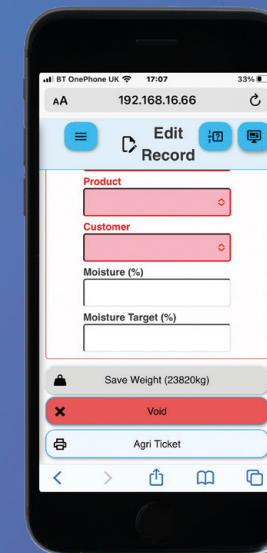 BT OnePhone UK 17:07 33%
AA 192.168.16.66
Edit
Record
Product
Customer
Moisture (%)
Moisture Target (%)
Save Weight (23820kg)
Void
Agri Ticket